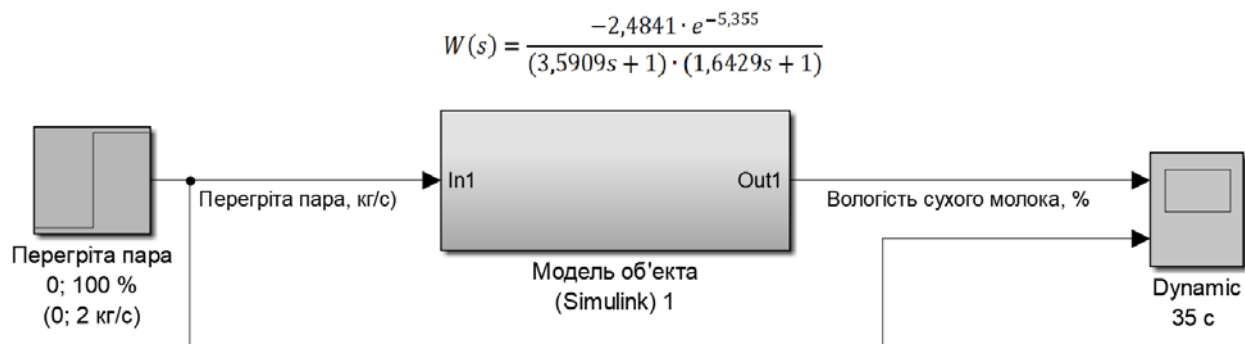 W(s) = −2,4841 · e^−5,355 / (3,5909s + 1) · (1,6429s + 1)
In1
Out1
Перегріта пара, кг/с)
Вологість сухого молока, %
Перегріта пара
0; 100 %
(0; 2 кг/с)
Модель об'екта
(Simulink) 1
Dynamic
35 с